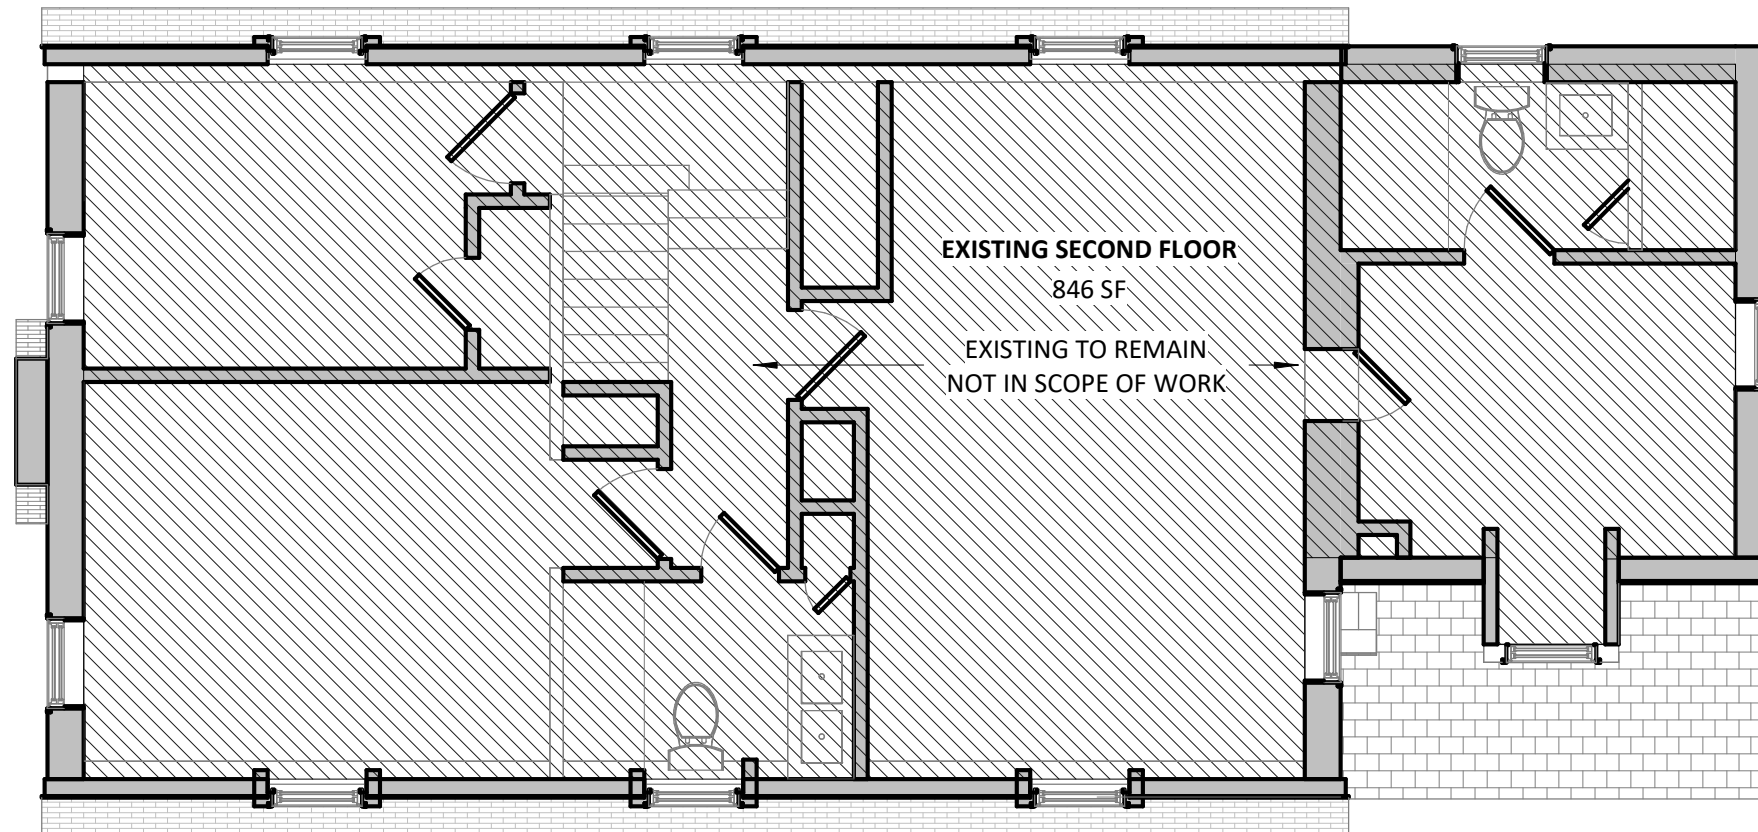 EXISTING SECOND FLOOR
846 SF
EXISTING TO REMAIN
NOT IN SCOPE OF WORK